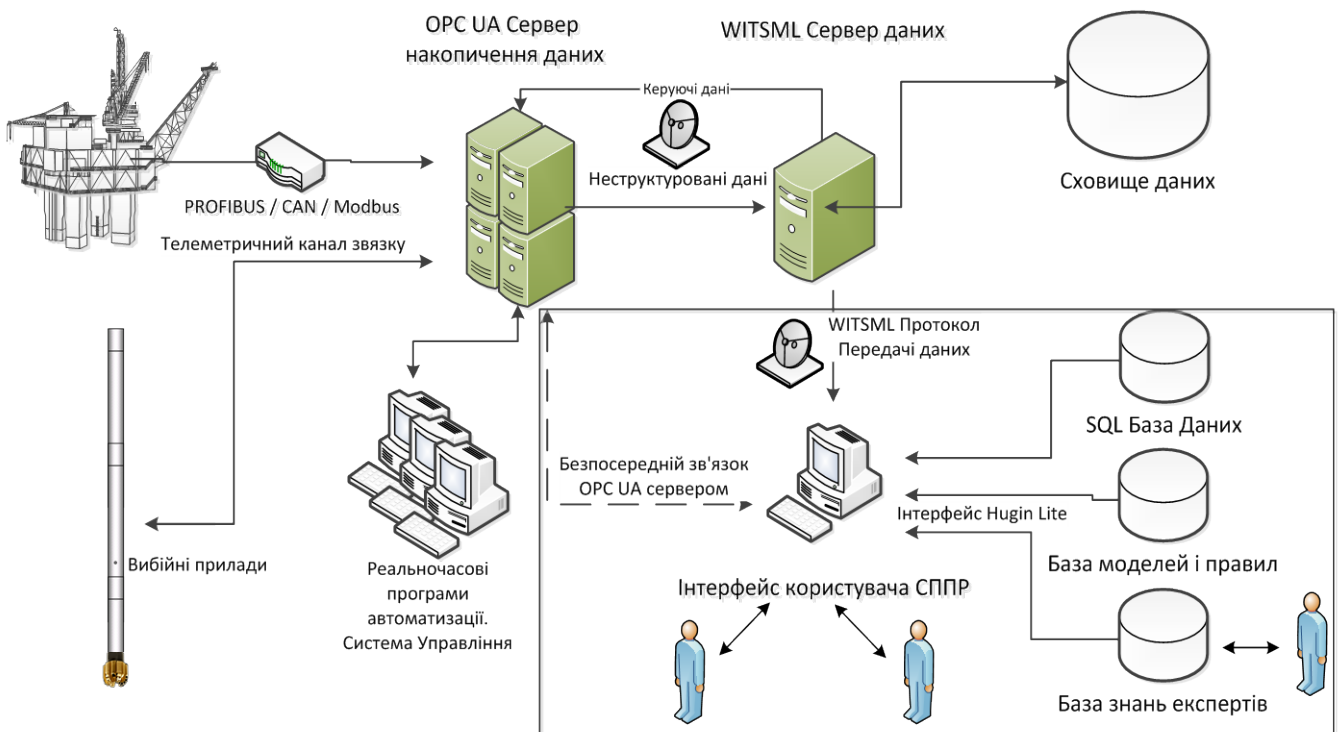 OPC UA Сервер
накопичення даних
WITSML Сервер даних
Керуючі дані
Неструктуровані дані
Сховище даних
PROFIBUS / CAN / Modbus
Телеметричний канал звязку
WITSML Протокол
Передачі даних
SQL База Даних
Безпосередній зв'язок
OPC UA сервером
Інтерфейс Hugin Lite
Вибійні прилади
База моделей і правил
Реальночасові
програми
автоматизації.
Система Управління
Інтерфейс користувача СППР
База знань експертів